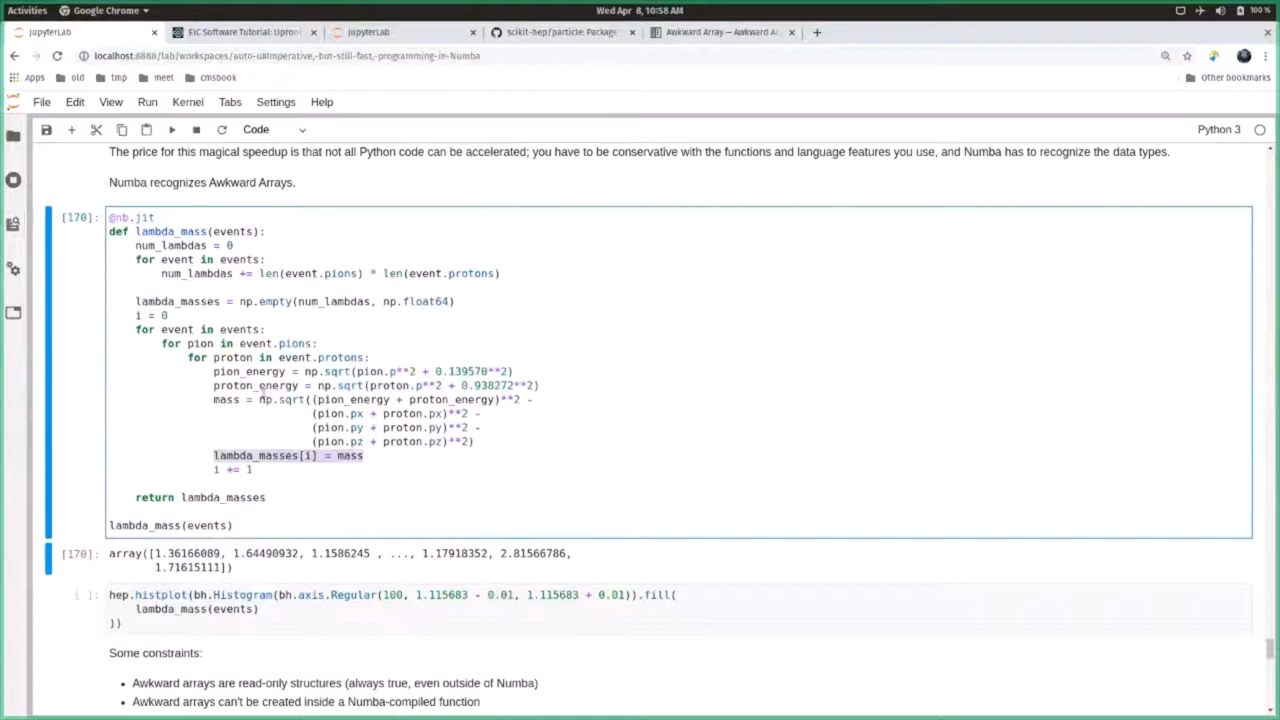 Activities
Google Chrome
Wed Apr 8, 10:58 AM
100 %
JupyterLab
EIC Software Tutorial: Uproo
JupyterLab
scikit-hep/particle: Package
Awkward Array — Awkward A
localhost:8888/lab/workspaces/auto-u#Imperative,-but-still-fast,-programming-in-Numba
Apps
old
tmp
meet
cmsbook
Other bookmarks
File
Edit
View
Run
Kernel
Tabs
Settings
Help
Code
Python 3
The price for this magical speedup is that not all Python code can be accelerated; you have to be conservative with the functions and language features you use, and Numba has to recognize the data types.
Numba recognizes Awkward Arrays.
[170]: @nb.jit
def lambda_mass(events):
    num_lambdas = 0
    for event in events:
        num_lambdas += len(event.pions) * len(event.protons)
    lambda_masses = np.empty(num_lambdas, np.float64)
    i = 0
    for event in events:
        for pion in event.pions:
            for proton in event.protons:
                pion_energy = np.sqrt(pion.p**2 + 0.139570**2)
                proton_energy = np.sqrt(proton.p**2 + 0.938272**2)
                mass = np.sqrt((pion_energy + proton_energy)**2 -
                               (pion.px + proton.px)**2 -
                               (pion.py + proton.py)**2 -
                               (pion.pz + proton.pz)**2)
                lambda_masses[i] = mass
                i += 1
    return lambda_masses
lambda_mass(events)
[170]: array([1.36166089, 1.64490932, 1.1586245 , ..., 1.17918352, 2.81566786,
       1.71615111])
[ ]: hep.histplot(bh.Histogram(bh.axis.Regular(100, 1.115683 - 0.01, 1.115683 + 0.01)).fill(
    lambda_mass(events)
))
Some constraints:
• Awkward arrays are read-only structures (always true, even outside of Numba)
• Awkward arrays can't be created inside a Numba-compiled function